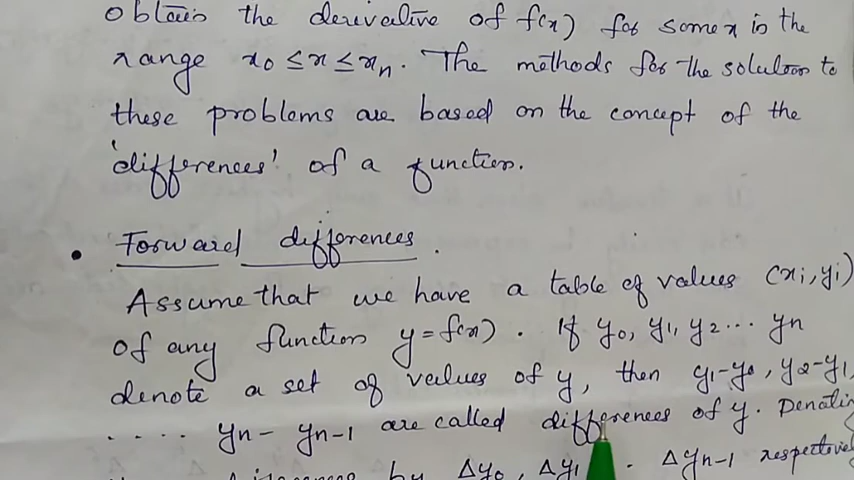 obtain the derivative of f(x) for some x in the
range x₀ ≤ x ≤ xₙ. The methods for the solution to
these problems are based on the concept of the
'differences' of a function.
• Forward differences.
Assume that we have a table of values (xᵢ, yᵢ)
of any function y = f(x). If y₀, y₁, y₂ ... yₙ
denote a set of values of y, then y₁-y₀, y₂-y₁,
.... yₙ - yₙ₋₁ are called differences of y. Denoting
differences by Δy₀, Δy₁ . Δyₙ₋₁ respectively